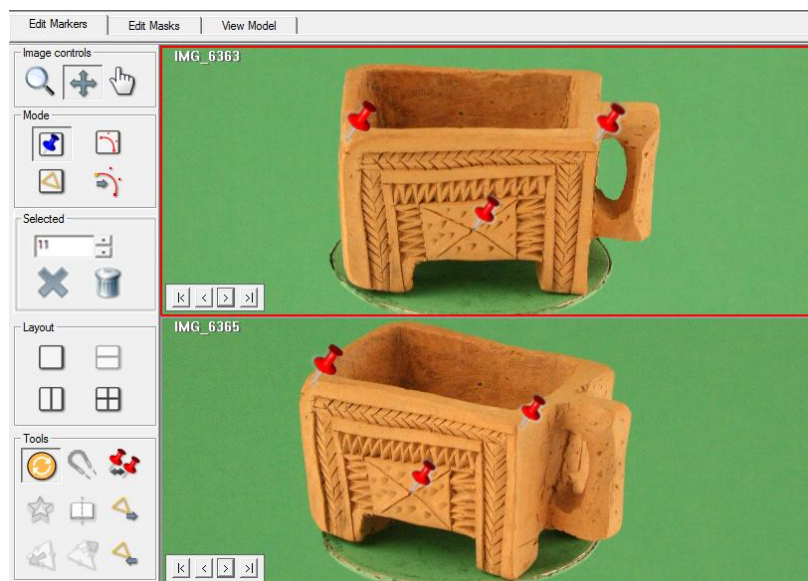 Edit Markers Edit Masks View Model
Image controls
Mode
Selected
11
Layout
Tools
IMG_6363
IMG_6365